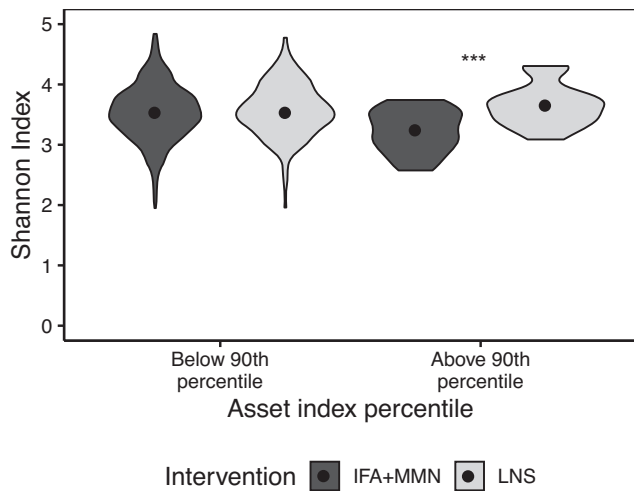 5
4
3
2
1
0
Shannon Index
***
Below 90th
percentile
Above 90th
percentile
Asset index percentile
Intervention IFA+MMN LNS